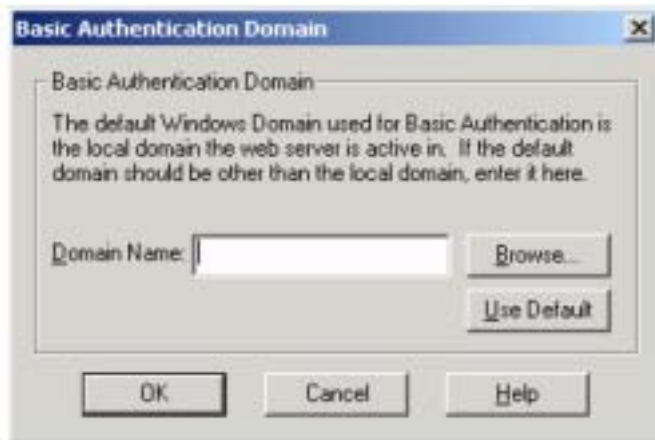 Basic Authentication Domain
Basic Authentication Domain
The default Windows Domain used for Basic Authentication is
the local domain the web server is active in.  If the default
domain should be other than the local domain, enter it here.
Domain Name:
Browse...
Use Default
OK
Cancel
Help